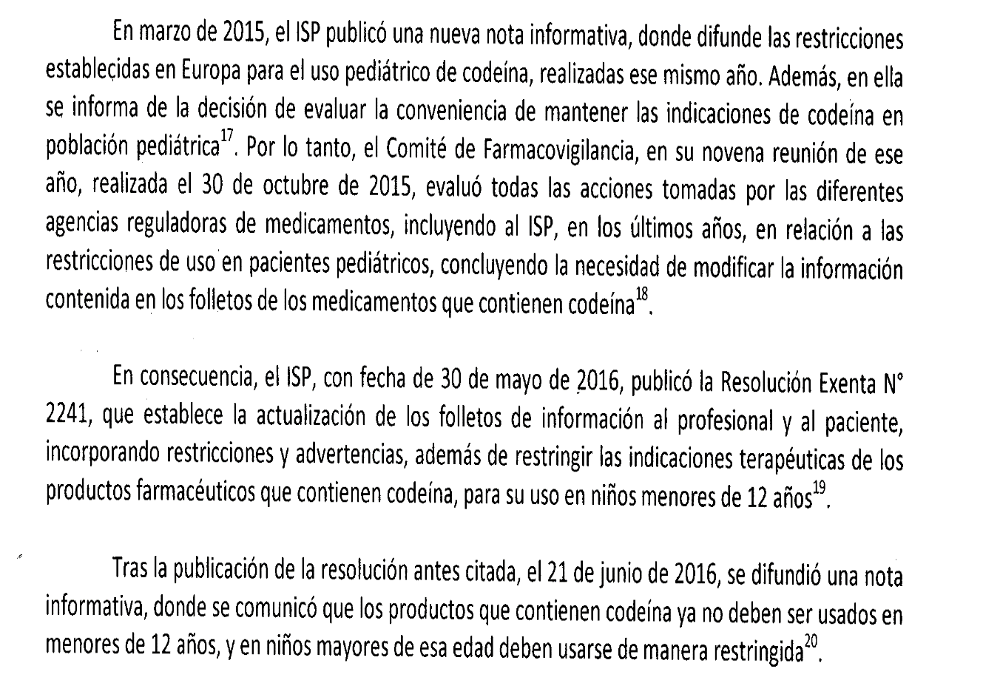 En marzo de 2015, el ISP publicó una nueva nota informativa, donde difunde las restricciones
establecidas en Europa para el uso pediátrico de codeína, realizadas ese mismo año. Además, en ella
se informa de la decisión de evaluar la conveniencia de mantener las indicaciones de codeína en
población pediátrica17. Por lo tanto, el Comité de Farmacovigilancia, en su novena reunión de ese
año, realizada el 30 de octubre de 2015, evaluó todas las acciones tomadas por las diferentes
agencias reguladoras de medicamentos, incluyendo al ISP, en los últimos años, en relación a las
restricciones de uso en pacientes pediátricos, concluyendo la necesidad de modificar la información
contenida en los folletos de los medicamentos que contienen codeína18.
En consecuencia, el ISP, con fecha de 30 de mayo de 2016, publicó la Resolución Exenta N°
2241, que establece la actualización de los folletos de información al profesional y al paciente,
incorporando restricciones y advertencias, además de restringir las indicaciones terapéuticas de los
productos farmacéuticos que contienen codeína, para su uso en niños menores de 12 años19.
Tras la publicación de la resolución antes citada, el 21 de junio de 2016, se difundió una nota
informativa, donde se comunicó que los productos que contienen codeína ya no deben ser usados en
menores de 12 años, y en niños mayores de esa edad deben usarse de manera restringida20.